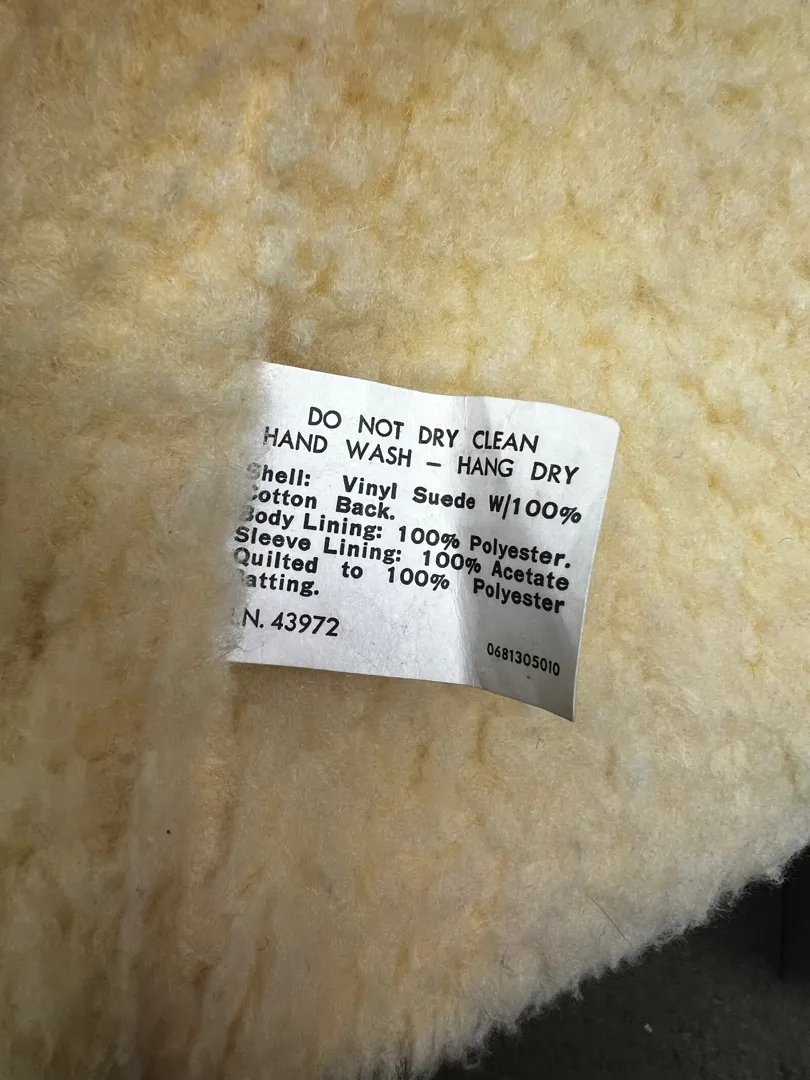 DO NOT DRY CLEAN
HAND WASH – HANG DRY
Shell: Vinyl Suede W/100%
Cotton Back.
Body Lining: 100% Polyester.
Sleeve Lining: 100% Acetate
Quilted to 100% Polyester
Batting.
.N. 43972
0681305010